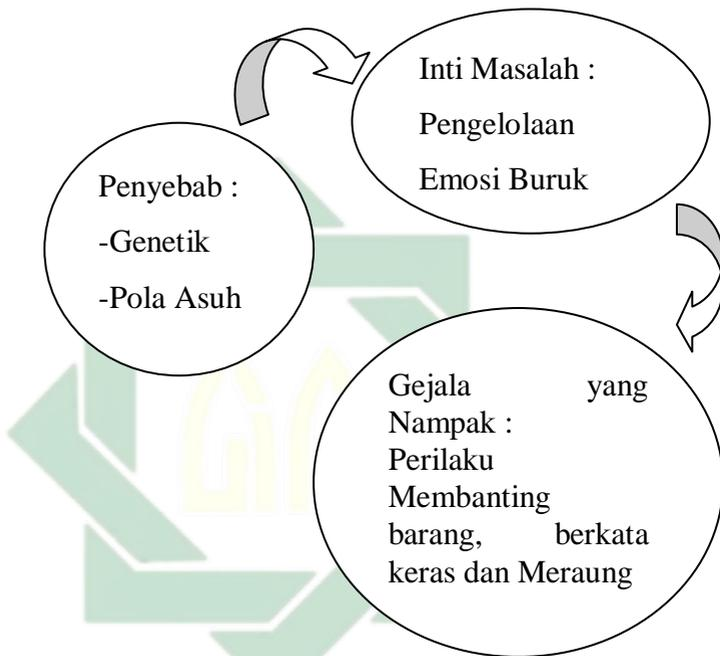 Penyebab :
-Genetik
-Pola Asuh
Inti Masalah :
Pengelolaan
Emosi Buruk
Gejala yang
Nampak :
Perilaku
Membanting
barang, berkata
keras dan Meraung